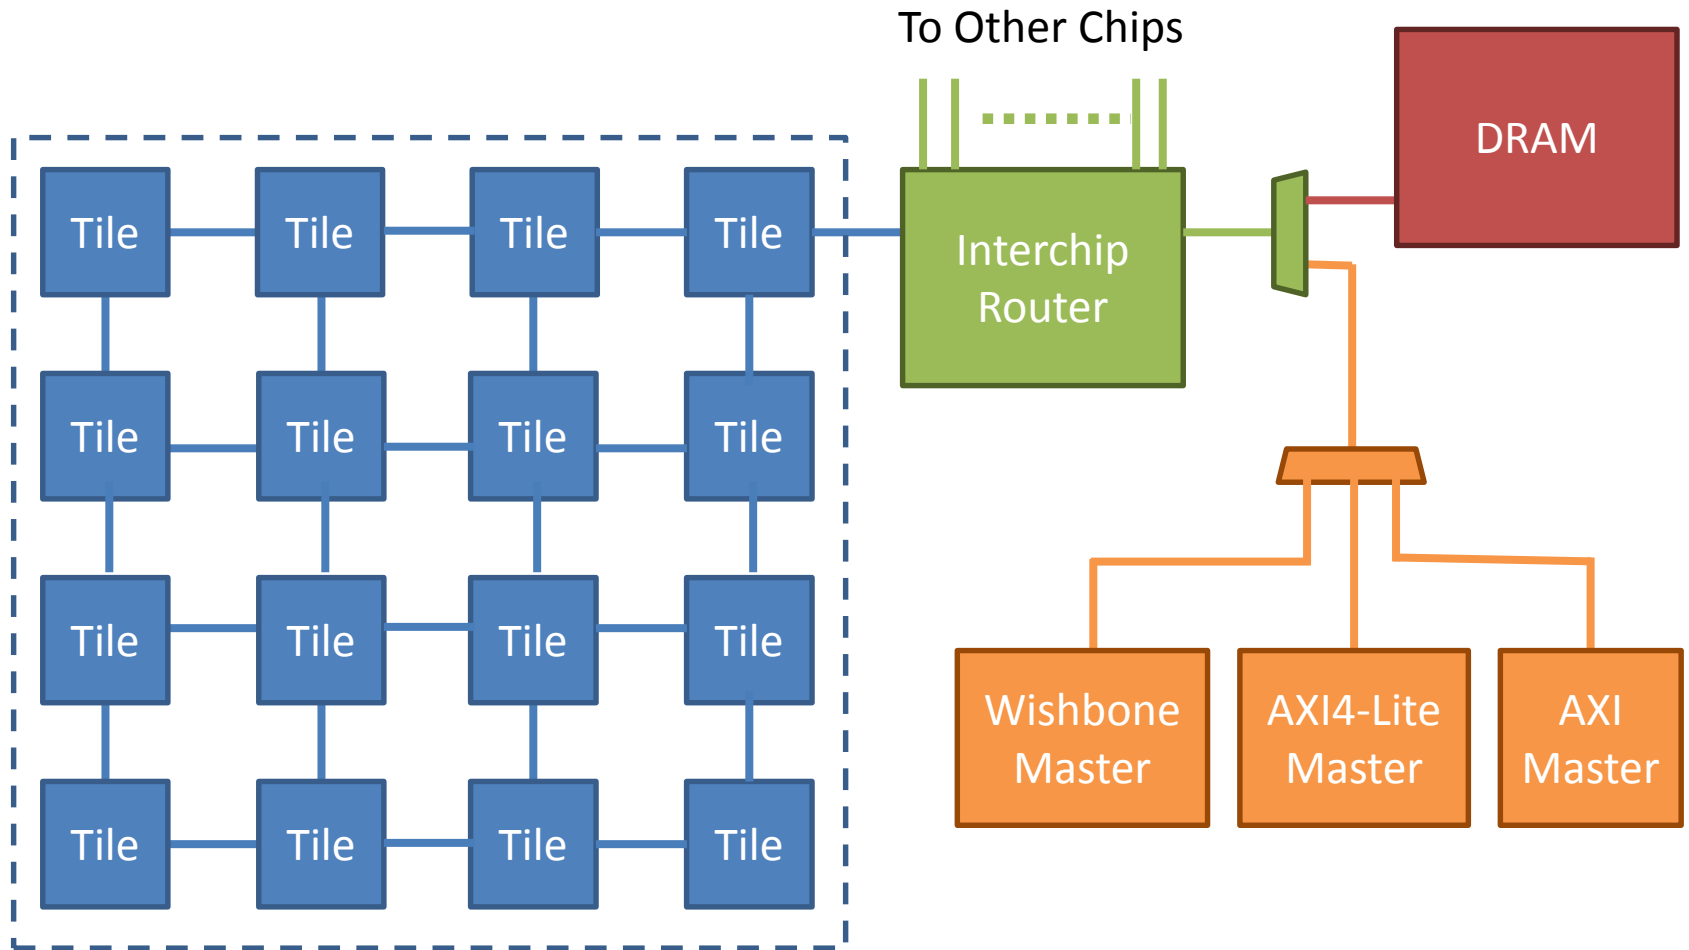 To Other Chips
DRAM
Tile Tile Tile Tile
Interchip
Router
Tile Tile Tile Tile
Tile Tile Tile Tile
Wishbone
Master
AXI4-Lite
Master
AXI
Master
Tile Tile Tile Tile